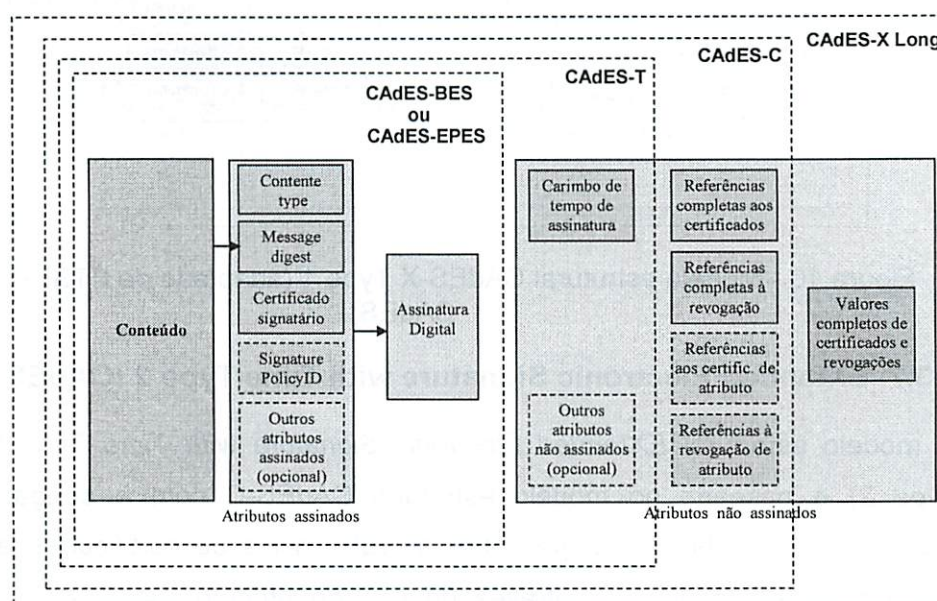 CAdES-X Long
CAdES-C
CAdES-T
CAdES-BES
ou
CAdES-EPES
Conteúdo
Contente
type
Message
digest
Certificado
signatário
Signature
PolicyID
Outros
atributos
assinados
(opcional)
Atributos assinados
Assinatura
Digital
Carimbo de
tempo de
assinatura
Outros
atributos
não assinados
(opcional)
Referências
completas aos
certificados
Referências
completas à
revogação
Referências
aos certific. de
atributo
Referências à
revogação de
atributo
Valores
completos de
certificados e
revogações
Atributos não assinados